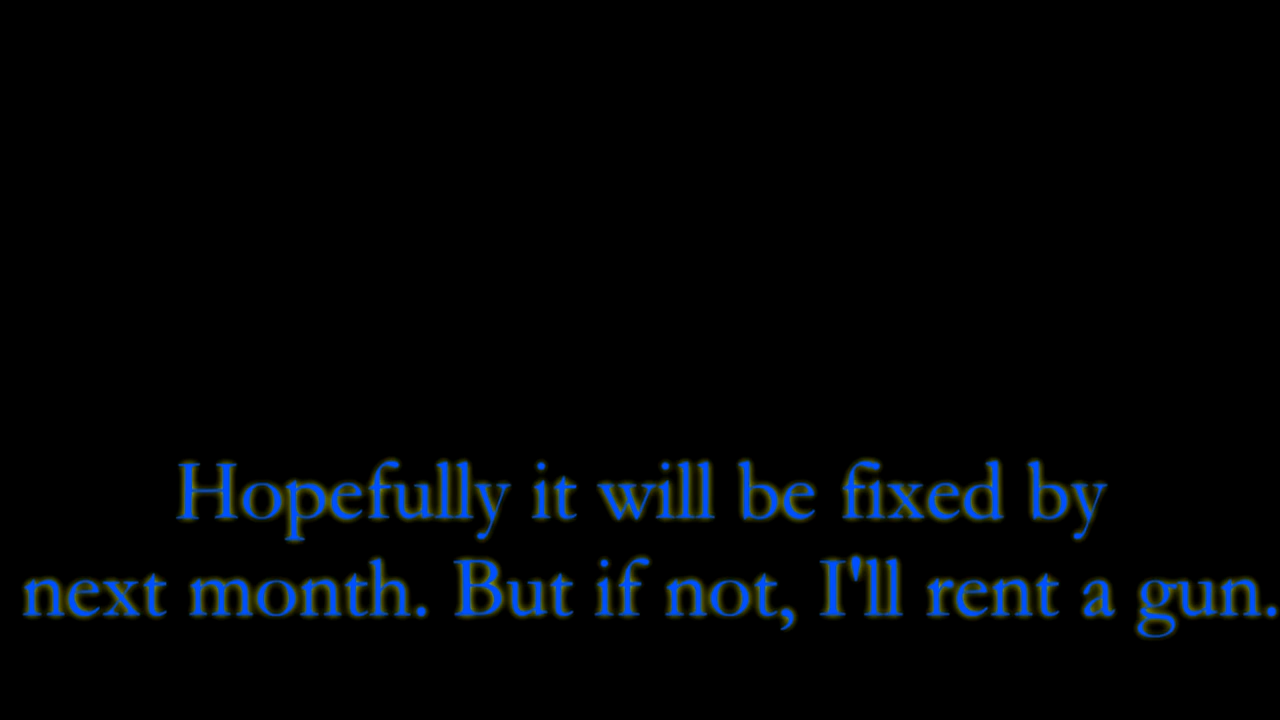 Hopefully it will be fixed by
next month. But if not, I'll rent a gun.